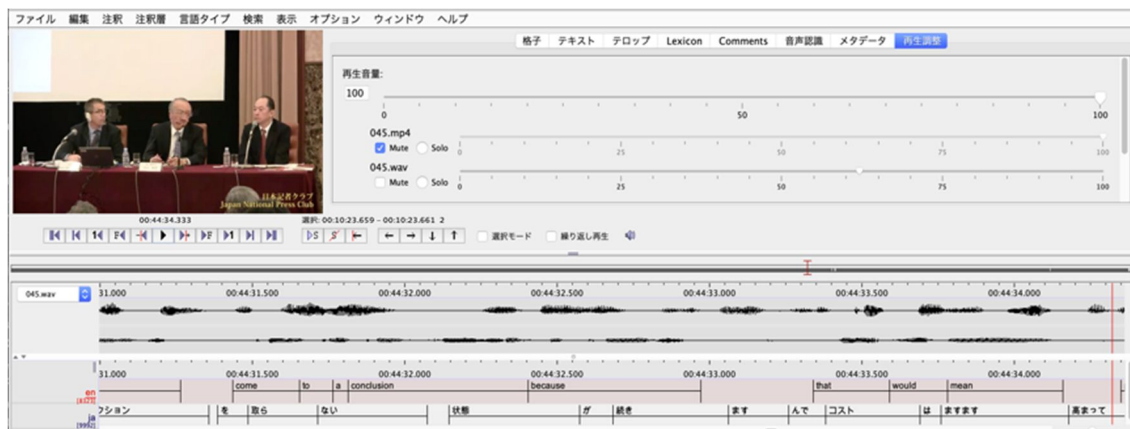 ファイル 編集 注釈 注釈層 言語タイプ 検索 表示 オプション ウィンドウ ヘルプ
格子 テキスト テロップ Lexicon Comments 音声認識 メタデータ 再生調整
再生音量:
100
0 50 100
045.mp4
Mute Solo 0 25 50 75 100
045.wav
Mute Solo 0 25 50 75 100
日本記者クラブ
Japan National Press Club
00:44:34.333 選択: 00:10:23.659 - 00:10:23.661 2
1 F F 1 S S 選択モード 繰り返し再生
045.wav 31.000 00:44:31.500 00:44:32.000 00:44:32.500 00:44:33.000 00:44:33.500 00:44:34.000
31.000 00:44:31.500 00:44:32.000 00:44:32.500 00:44:33.000 00:44:33.500 00:44:34.000
en come to a conclusion because that would mean
ja クション を 取ら ない 状態 が 続き ます んで コスト は ますます 高まって
[9992]